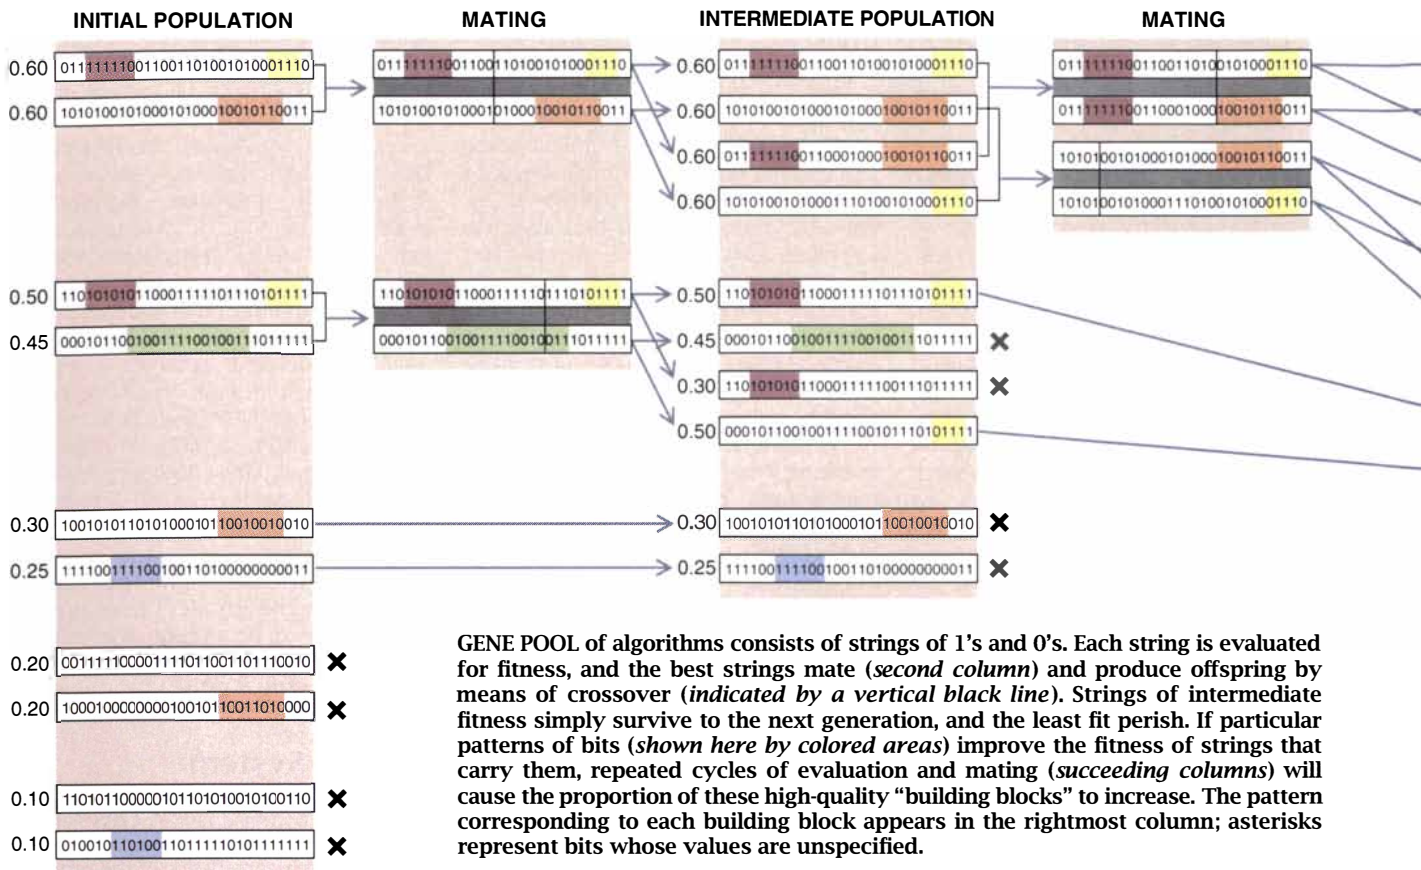 INITIAL POPULATION MATING INTERMEDIATE POPULATION MATING
0.60 011111110011001101001010001110 011111110011001101001010001110 0.60 011111110011001101001010001110 011111110011001101001010001110
0.60 101010010100010100010010110011 101010010100010100010010110011 0.60 101010010100010100010010110011 011111110011000100010010110011
0.60 011111110011000100010010110011 101010010100010100010010110011
0.60 101010010100011101001010001110 101010010100011101001010001110
0.50 110101010110001111101110101111 110101010110001111101110101111 0.50 110101010110001111101110101111
0.45 000101100100111100100111011111 000101100100111100100111011111 0.45 000101100100111100100111011111
0.30 110101010110001111100111011111
0.50 000101100100111100101110101111
0.30 100101011010100010110010010010 0.30 100101011010100010110010010010
0.25 111100111100100110100000000011 0.25 111100111100100110100000000011
0.20 001111100001111011001101110010
0.20 100010000000010010110011010000
0.10 110101100000101101010010100110
0.10 010010110100110111110101111111
GENE POOL of algorithms consists of strings of 1's and 0's. Each string is evaluated
for fitness, and the best strings mate (second column) and produce offspring by
means of crossover (indicated by a vertical black line). Strings of intermediate
fitness simply survive to the next generation, and the least fit perish. If particular
patterns of bits (shown here by colored areas) improve the fitness of strings that
carry them, repeated cycles of evaluation and mating (succeeding columns) will
cause the proportion of these high-quality “building blocks” to increase. The pattern
corresponding to each building block appears in the rightmost column; asterisks
represent bits whose values are unspecified.